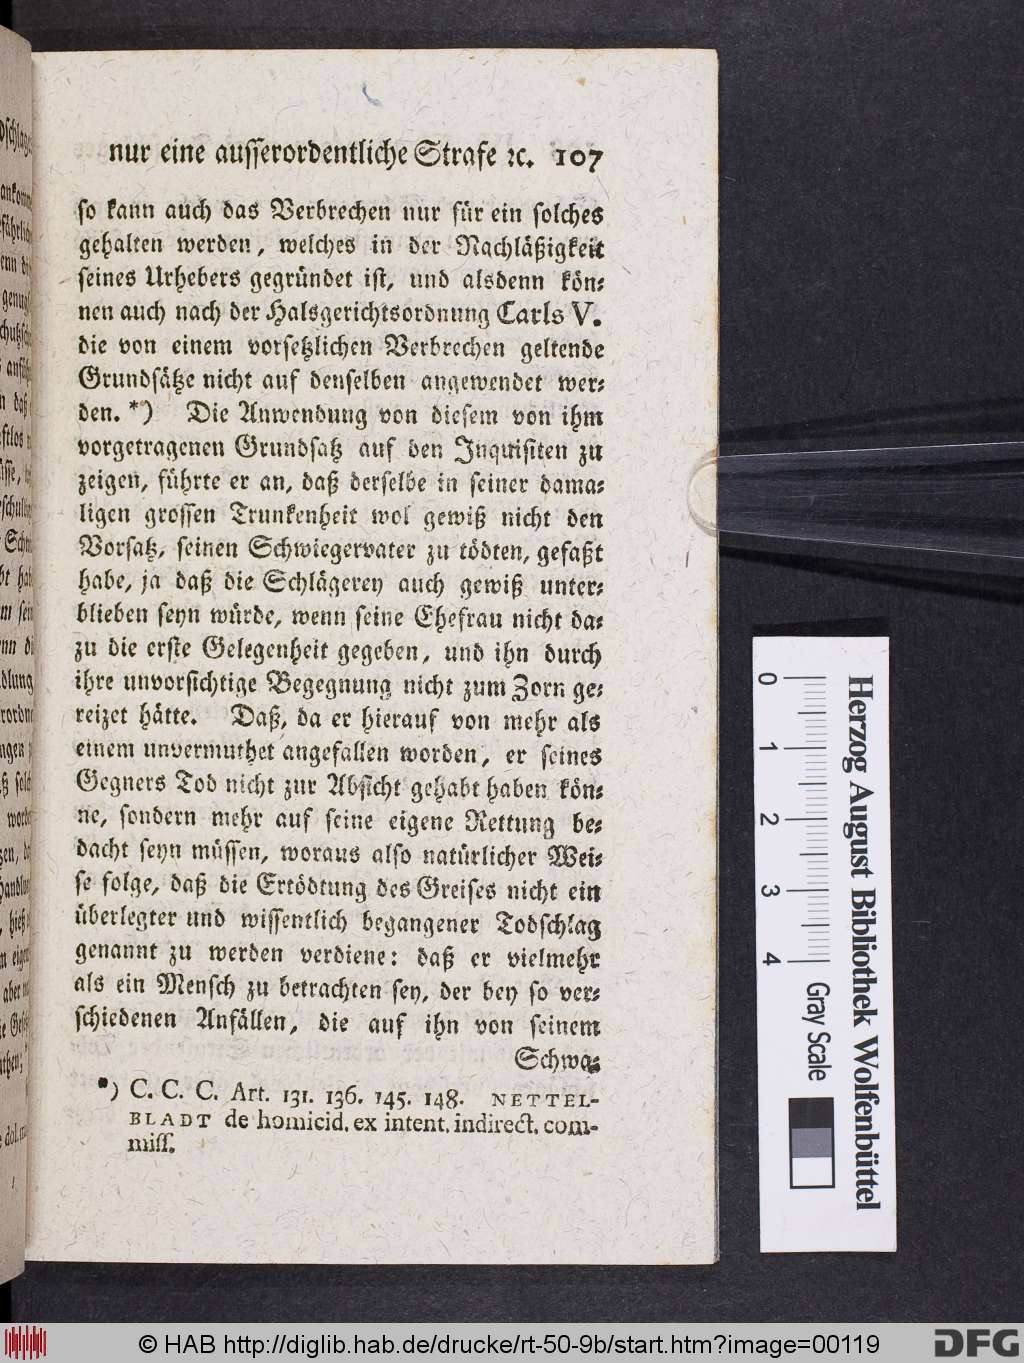 nur eine ausserordentliche Strafe ꝛc. 107
so kann auch das Verbrechen nur für ein solches
gehalten werden, welches in der Nachläßigkeit
seines Urhebers gegründet ist, und alsdenn kön⸗
nen auch nach der Halsgerichtsordnung Carls V.
die von einem vorsetzlichen Verbrechen geltende
Grundsätze nicht auf denselben angewendet wer⸗
den. *) Die Anwendung von diesem von ihm
vorgetragenen Grundsatz auf den Inquisiten zu
zeigen, führte er an, daß derselbe in seiner dama⸗
ligen grossen Trunkenheit wol gewiß nicht den
Vorsatz, seinen Schwiegervater zu tödten, gefaßt
habe, ja daß die Schlägerey auch gewiß unter⸗
blieben seyn würde, wenn seine Ehefrau nicht da⸗
zu die erste Gelegenheit gegeben, und ihn durch
ihre unvorsichtige Begegnung nicht zum Zorn ge⸗
reizet hätte. Daß, da er hierauf von mehr als
einem unvermuthet angefallen worden, er seines
Gegners Tod nicht zur Absicht gehabt haben kön⸗
ne, sondern mehr auf seine eigene Rettung be⸗
dacht seyn müssen, woraus also natürlicher Wei⸗
se folge, daß die Ertödtung des Greises nicht ein
überlegter und wissentlich begangener Todschlag
genannt zu werden verdiene: daß er vielmehr
als ein Mensch zu betrachten sey, der bey so ver⸗
schiedenen Anfällen, die auf ihn von seinem
Schwa⸗
*) C. C. C. Art. 131. 136. 145. 148. NETTEL-
BLADT de homicid. ex intent. indirect. com-
miss.
Herzog August Bibliothek Wolfenbüttel
0 1 2 3 4
Gray Scale
© HAB http://diglib.hab.de/drucke/rt-50-9b/start.htm?image=00119
DFG